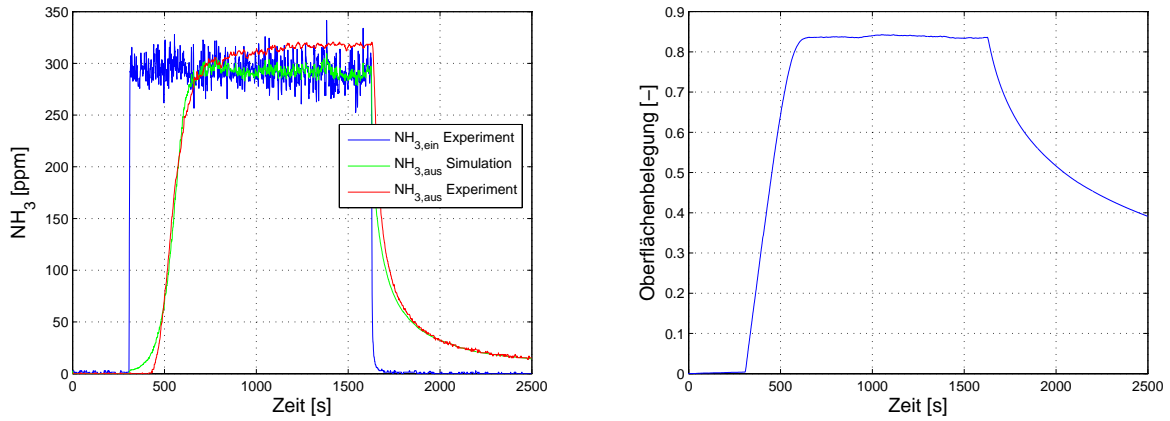 350
300
250
200
150
100
50
0
NH3 [ppm]
0 500 1000 1500 2000 2500
Zeit [s]
NH3,ein Experiment
NH3,aus Simulation
NH3,aus Experiment
0.9
0.8
0.7
0.6
0.5
0.4
0.3
0.2
0.1
0
Oberflächenbelegung [−]
0 500 1000 1500 2000 2500
Zeit [s]